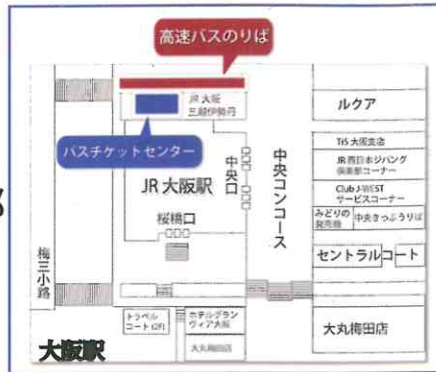 高速バスのりば
JR大阪
三越伊勢丹
ルクア
バスチケットセンター
TiS 大阪支店
JR西日本ジパング
倶楽部コーナー
Club J-WEST
サービスコーナー
中央口
JR大阪駅
中央コンコース
みどりの
発売機
中央きっぷうりば
桜橋口
梅三小路
セントラルコート
トラベル
コート(2F)
ホテルグラン
ヴィア大阪
大丸梅田店
大丸梅田店
大阪駅